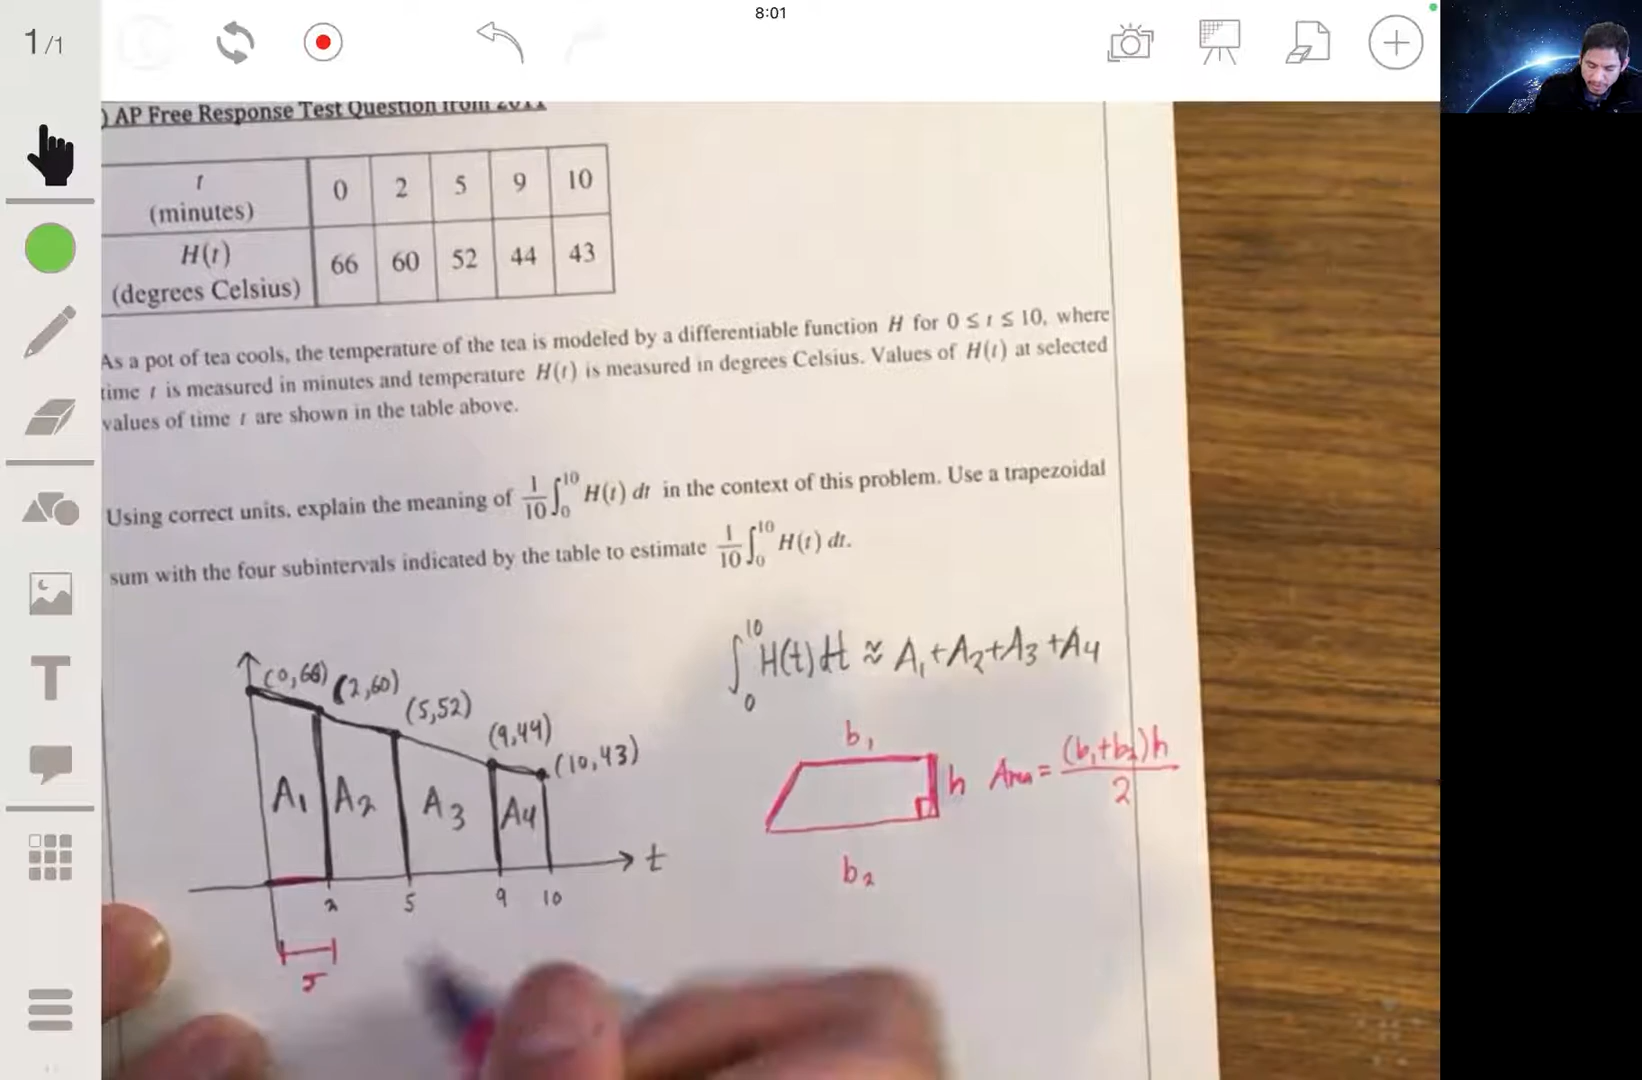 8:01
1/1
) AP Free Response Test Question from 2011
t (minutes) 0 2 5 9 10
H(t) (degrees Celsius) 66 60 52 44 43
As a pot of tea cools, the temperature of the tea is modeled by a differentiable function H for 0 ≤ t ≤ 10, where
time t is measured in minutes and temperature H(t) is measured in degrees Celsius. Values of H(t) at selected
values of time t are shown in the table above.
Using correct units, explain the meaning of 1/10 ∫₀¹⁰ H(t) dt in the context of this problem. Use a trapezoidal
sum with the four subintervals indicated by the table to estimate 1/10 ∫₀¹⁰ H(t) dt.
(0,66) (2,60)
(5,52)
(9,44)
(10,43)
A₁ A₂ A₃ A₄
t
2 5 9 10
∫₀¹⁰ H(t)dt ≈ A₁+A₂+A₃+A₄
b₁
h Area = (b₁+b₂)h / 2
b₂
T